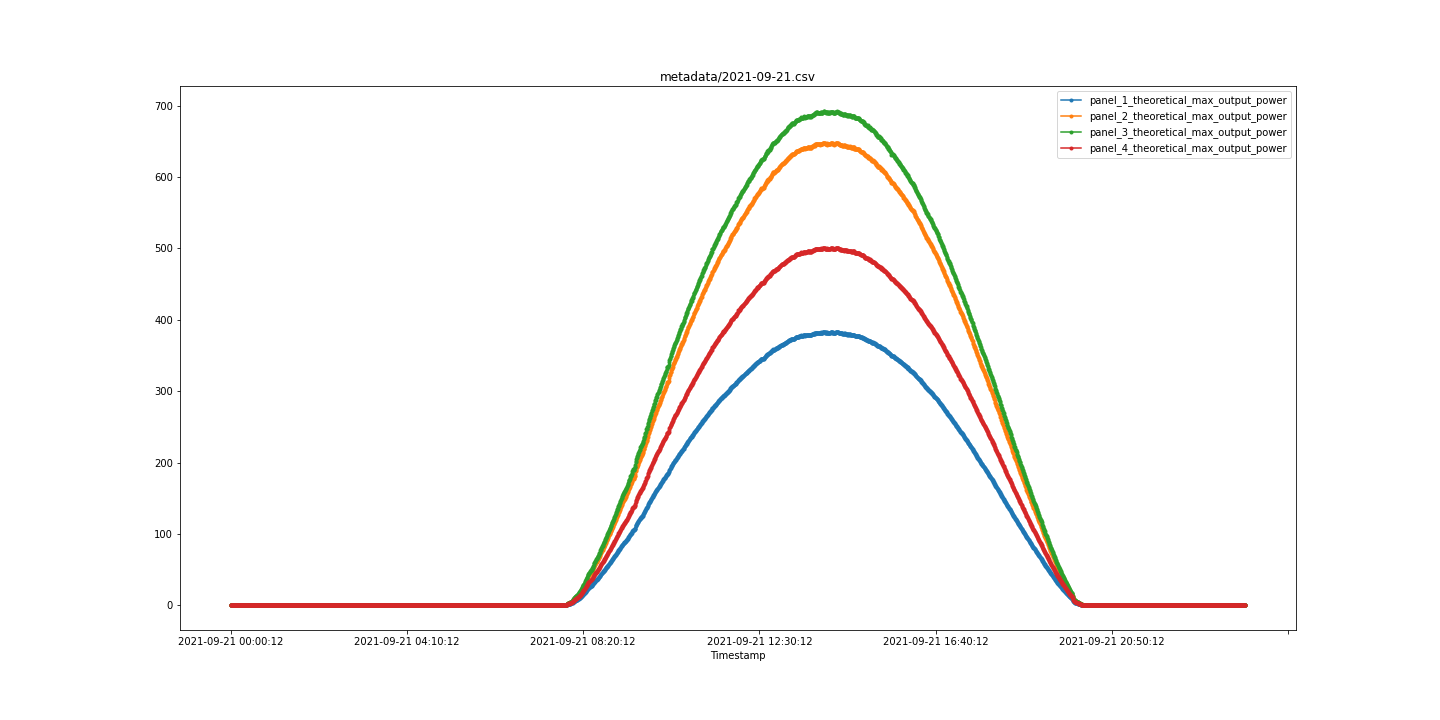 metadata/2021-09-21.csv
panel_1_theoretical_max_output_power
panel_2_theoretical_max_output_power
panel_3_theoretical_max_output_power
panel_4_theoretical_max_output_power
700
600
500
400
300
200
100
0
2021-09-21 00:00:12 2021-09-21 04:10:12 2021-09-21 08:20:12 2021-09-21 12:30:12 2021-09-21 16:40:12 2021-09-21 20:50:12
Timestamp